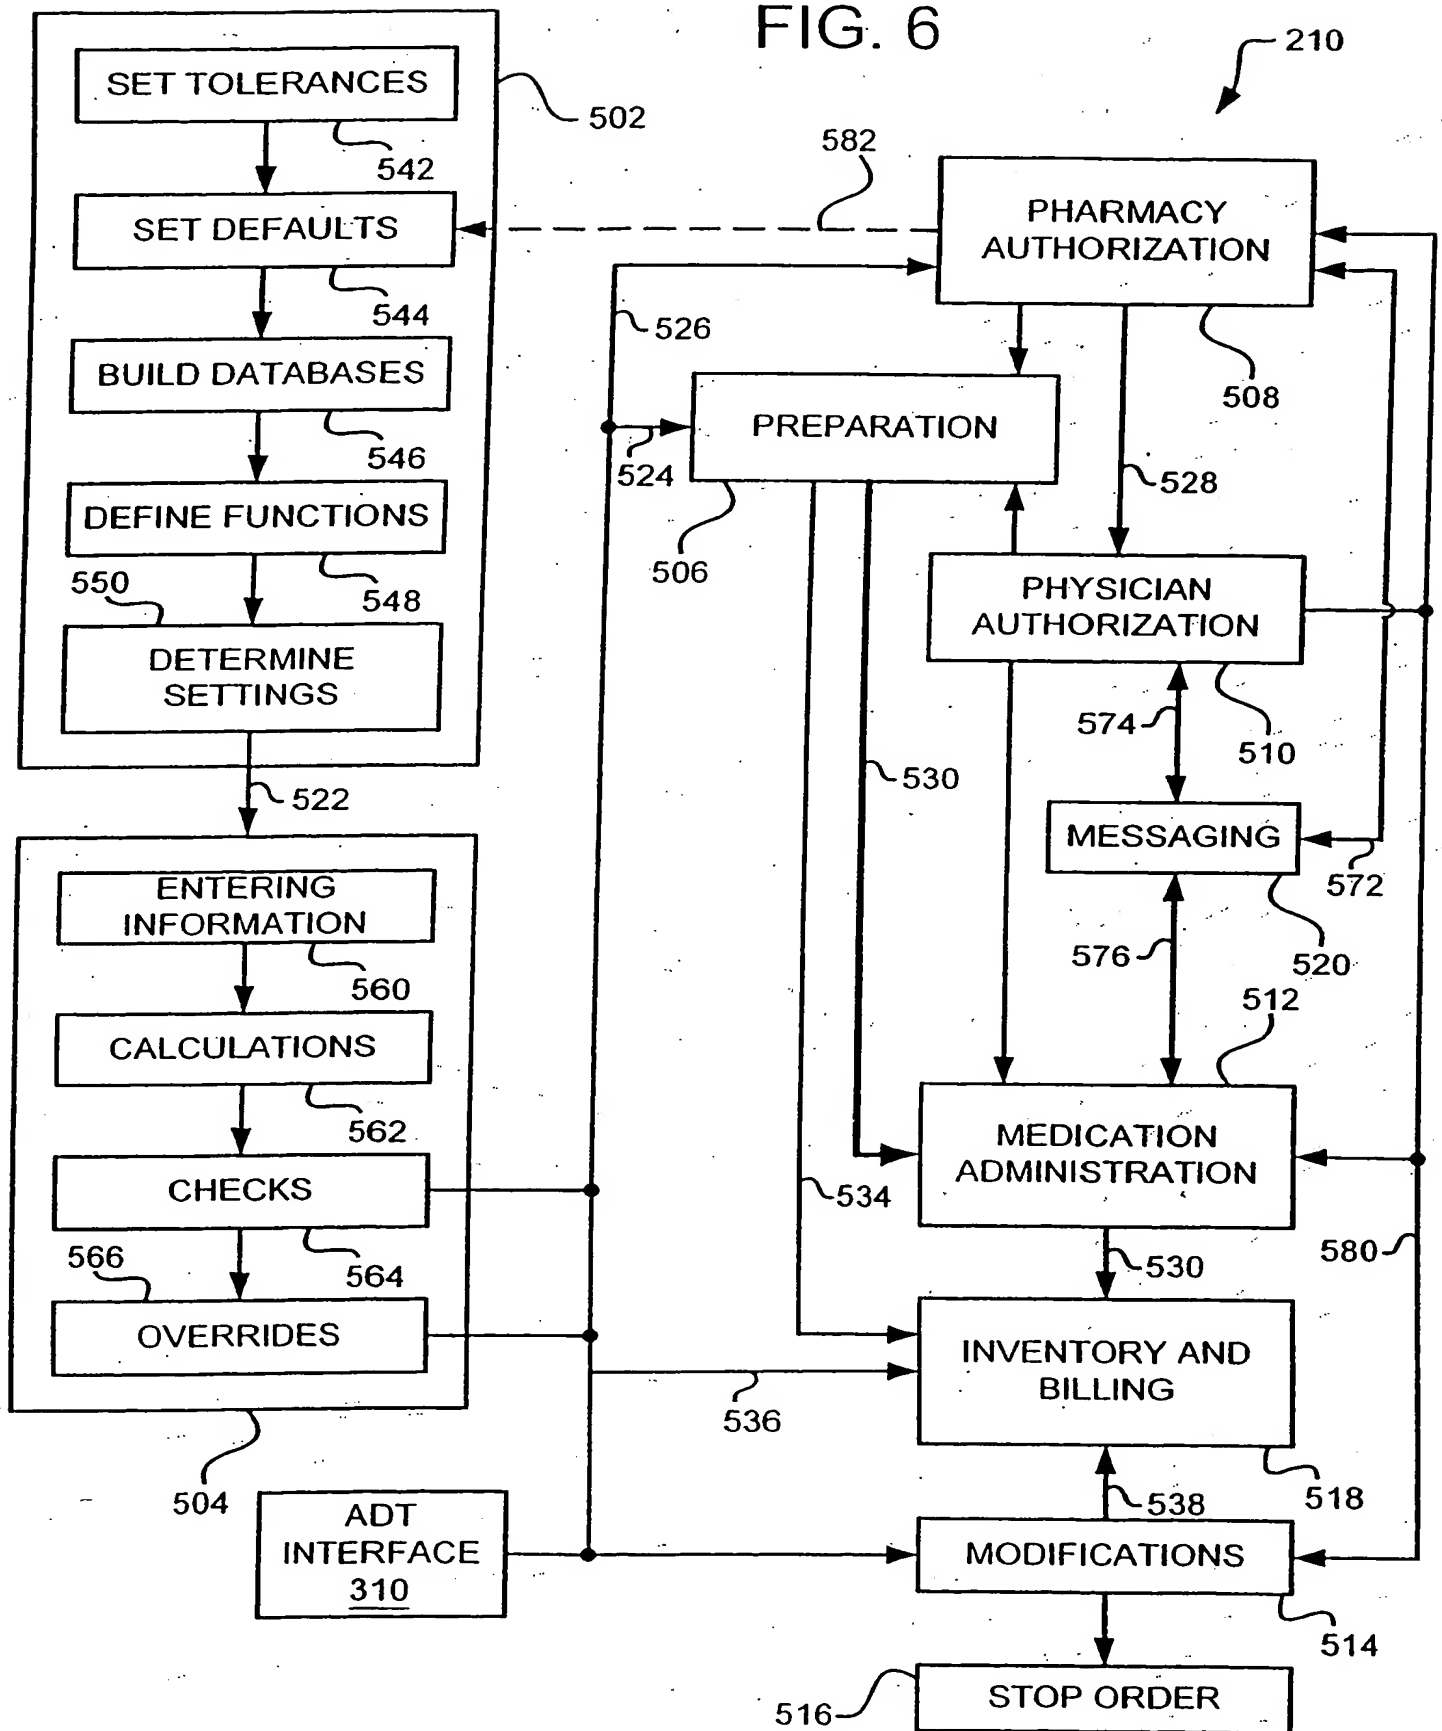 FIG. 6
210
SET TOLERANCES
502
542
582
PHARMACY
AUTHORIZATION
SET DEFAULTS
544
526
508
BUILD DATABASES
546
PREPARATION
524
528
506
DEFINE FUNCTIONS
548
550
PHYSICIAN
AUTHORIZATION
DETERMINE
SETTINGS
574
510
530
522
MESSAGING
572
520
ENTERING
INFORMATION
560
576
512
CALCULATIONS
562
MEDICATION
ADMINISTRATION
CHECKS
564
534
580
566
530
OVERRIDES
INVENTORY AND
BILLING
536
504
518
538
ADT
INTERFACE
310
MODIFICATIONS
514
516
STOP ORDER